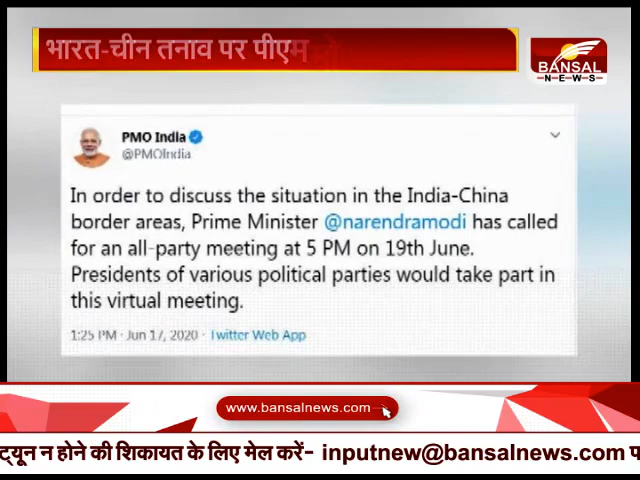 भारत-चीन तनाव पर पीएम
BANSAL
NEWS
PMO India
@PMOIndia
In order to discuss the situation in the India-China
border areas, Prime Minister @narendramodi has called
for an all-party meeting at 5 PM on 19th June.
Presidents of various political parties would take part in
this virtual meeting.
1:25 PM · Jun 17, 2020 · Twitter Web App
www.bansalnews.com
ट्यून न होने की शिकायत के लिए मेल करें- inputnew@bansalnews.com प